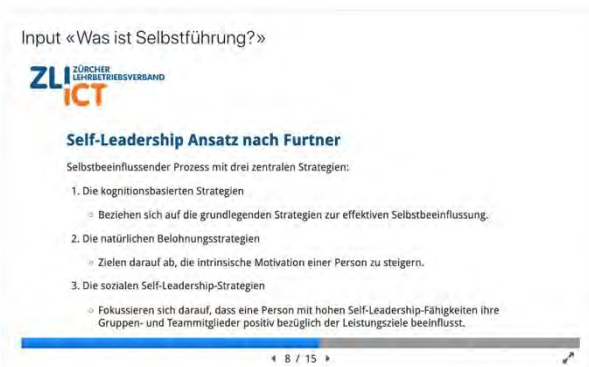 Input «Was ist Selbstführung?»
ZLI ZÜRCHER
LEHRBETRIEBSVERBAND
ICT
Self-Leadership Ansatz nach Furtner
Selbstbeeinflussender Prozess mit drei zentralen Strategien:
1. Die kognitionsbasierten Strategien
◦ Beziehen sich auf die grundlegenden Strategien zur effektiven Selbstbeeinflussung.
2. Die natürlichen Belohnungsstrategien
◦ Zielen darauf ab, die intrinsische Motivation einer Person zu steigern.
3. Die sozialen Self-Leadership-Strategien
◦ Fokussieren sich darauf, dass eine Person mit hohen Self-Leadership-Fähigkeiten ihre
Gruppen- und Teammitglieder positiv bezüglich der Leistungsziele beeinflusst.
8 / 15